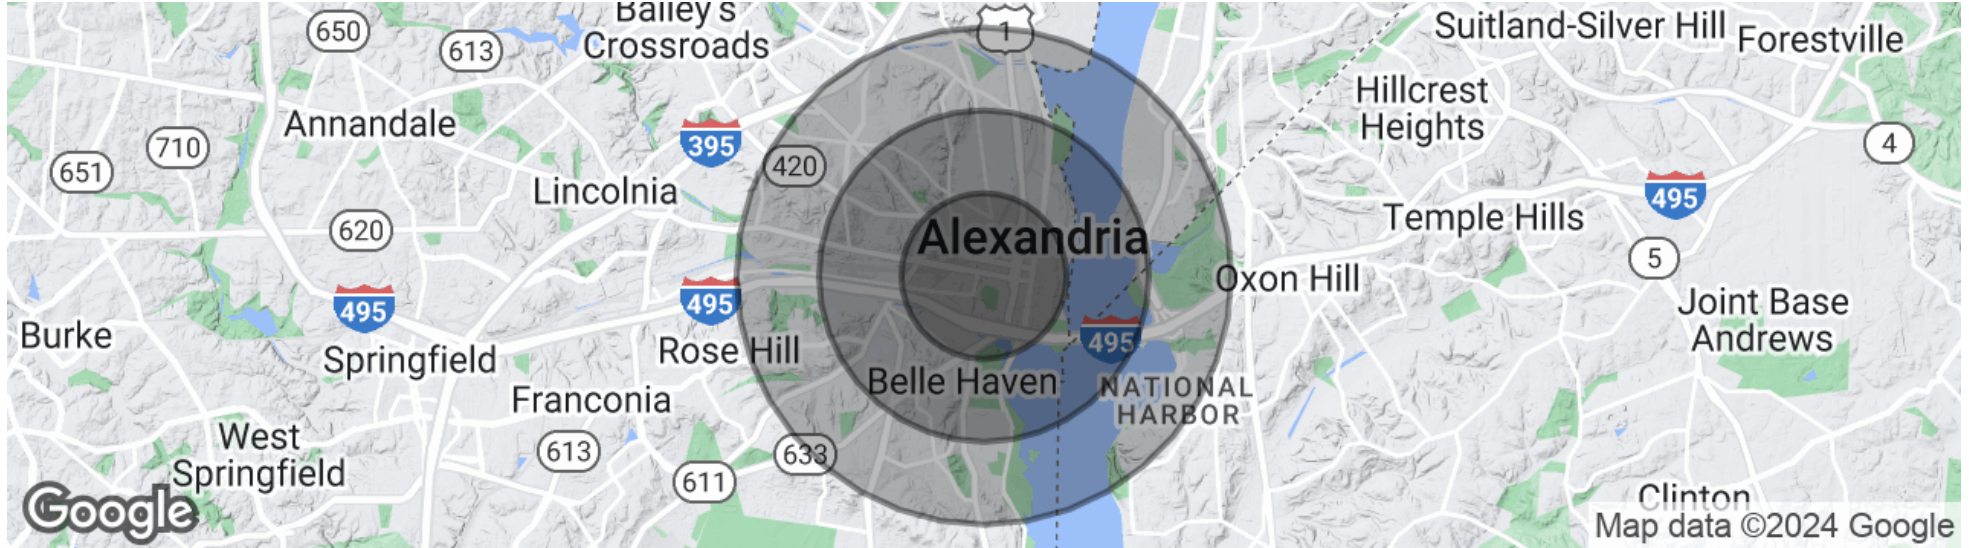 Bailey's
Crossroads
650
613
1
Suitland-Silver Hill
Forestville
Hillcrest
Heights
Annandale
395
710
651
420
4
Lincolnia
495
Temple Hills
620
Alexandria
5
Oxon Hill
495
495
Joint Base
Andrews
Burke
495
Springfield
Rose Hill
Belle Haven
NATIONAL
HARBOR
Franconia
West
Springfield
613
633
611
Clinton
Google
Map data ©2024 Google